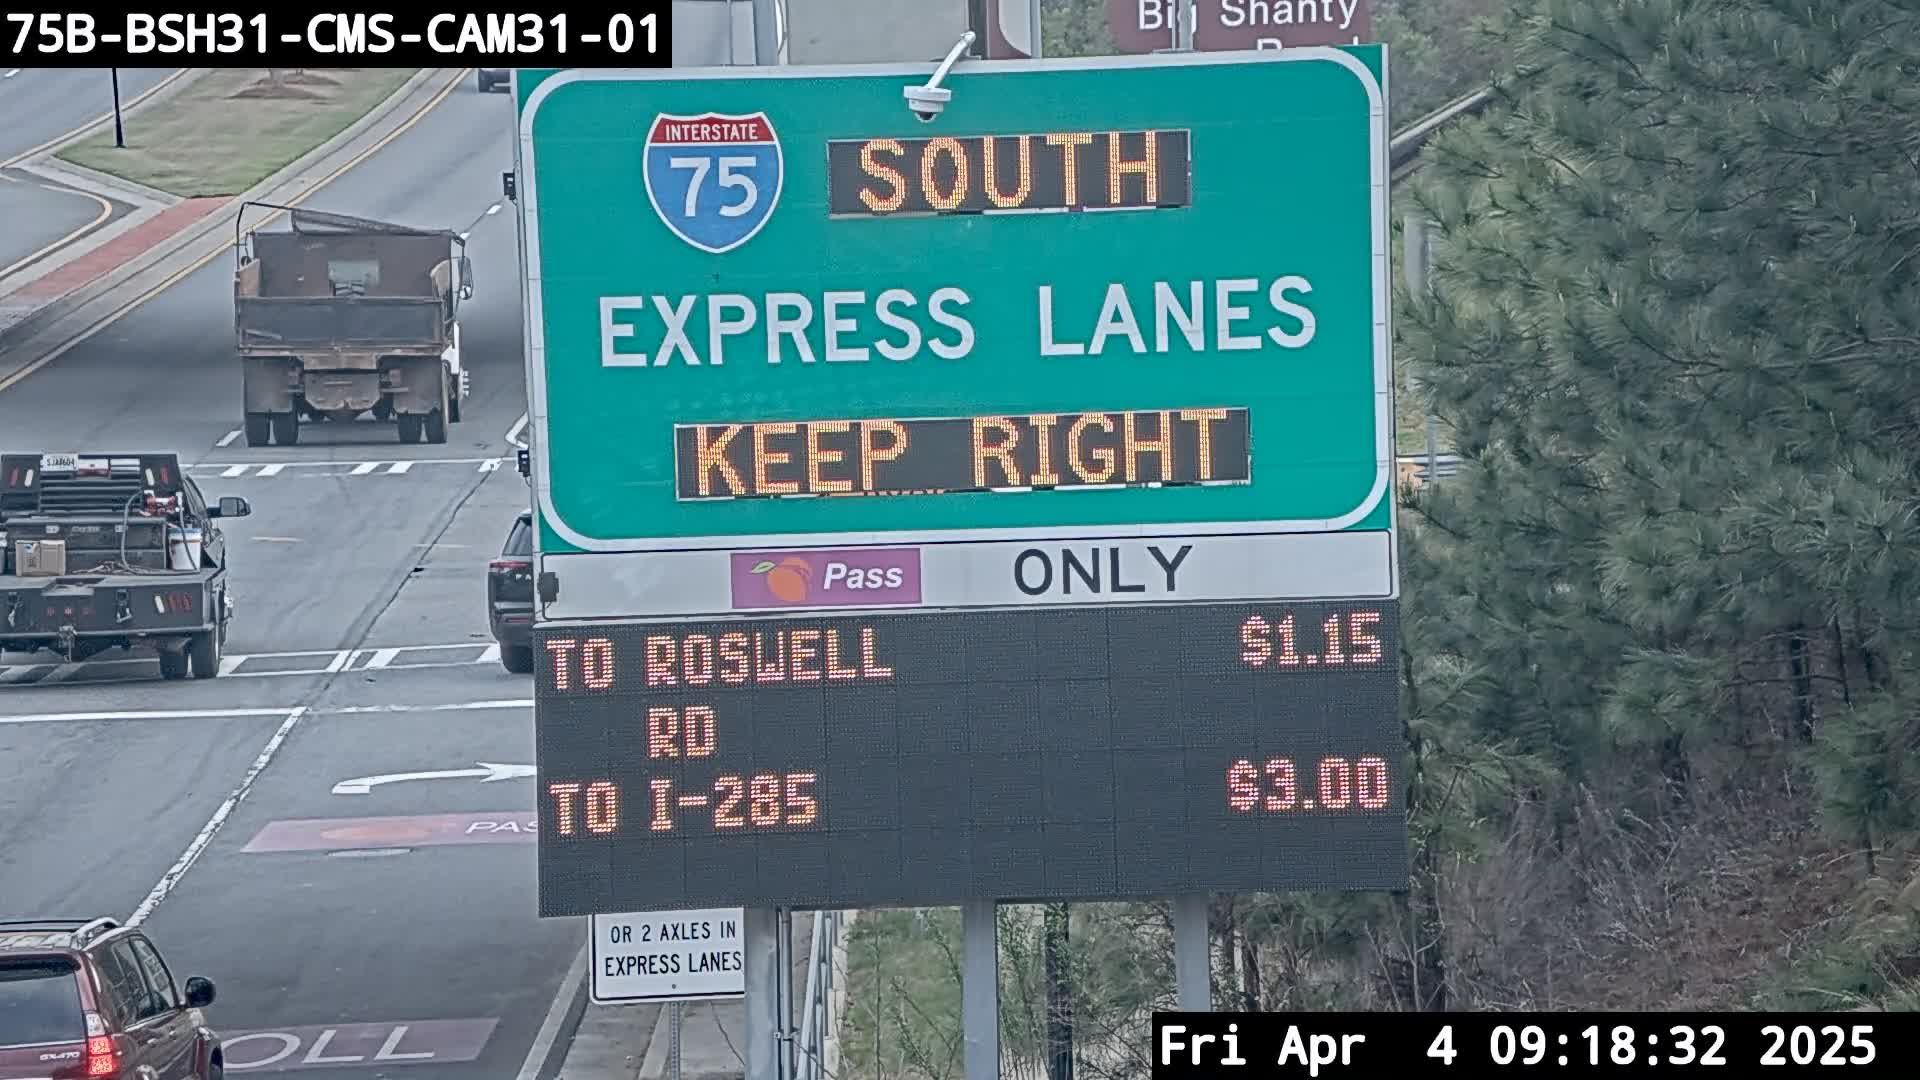 75B-BSH31-CMS-CAM31-01
Big Shanty
INTERSTATE
75
SOUTH
EXPRESS LANES
KEEP RIGHT
Pass
ONLY
TO ROSWELL $1.15
RD
TO I-285 $3.00
OR 2 AXLES IN
EXPRESS LANES
GX470
Fri Apr 4 09:18:32 2025